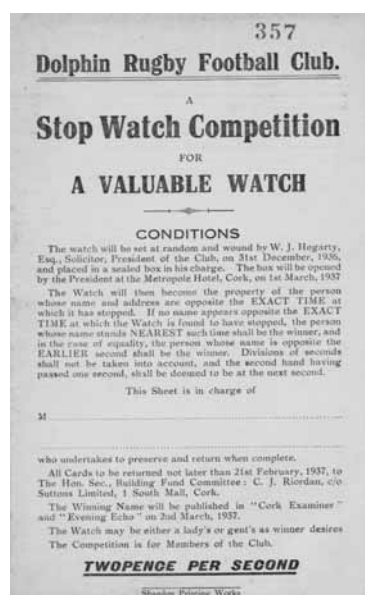 357
Dolphin Rugby Football Club.
A
Stop Watch Competition
FOR
A VALUABLE WATCH
CONDITIONS
The watch will be set at random and wound by W. J. Hegarty,
Esq., Solicitor, President of the Club, on 31st December, 1936,
and placed in a sealed box in his charge. The box will be opened
by the President at the Metropole Hotel, Cork, on 1st March, 1937
The Watch will then become the property of the person
whose name and address are opposite the EXACT TIME at
which it has stopped. If no name appears opposite the EXACT
TIME at which the Watch is found to have stopped, the person
whose name stands NEAREST such time shall be the winner, and
in the case of equality, the person whose name is opposite the
EARLIER second shall be the winner. Divisions of seconds
shall not be taken into account, and the second hand having
passed one second, shall be deemed to be at the next second.
This Sheet is in charge of
M
who undertakes to preserve and return when complete.
All Cards to be returned not later than 21st February, 1937, to
The Hon. Sec., Building Fund Committee : C. J. Riordan, c/o
Suttons Limited, 1 South Mall, Cork.
The Winning Name will be published in "Cork Examiner"
and "Evening Echo" on 2nd March, 1937.
The Watch may be either a lady's or gent's as winner desires
The Competition is for Members of the Club.
TWOPENCE PER SECOND
Shandon Printing Works